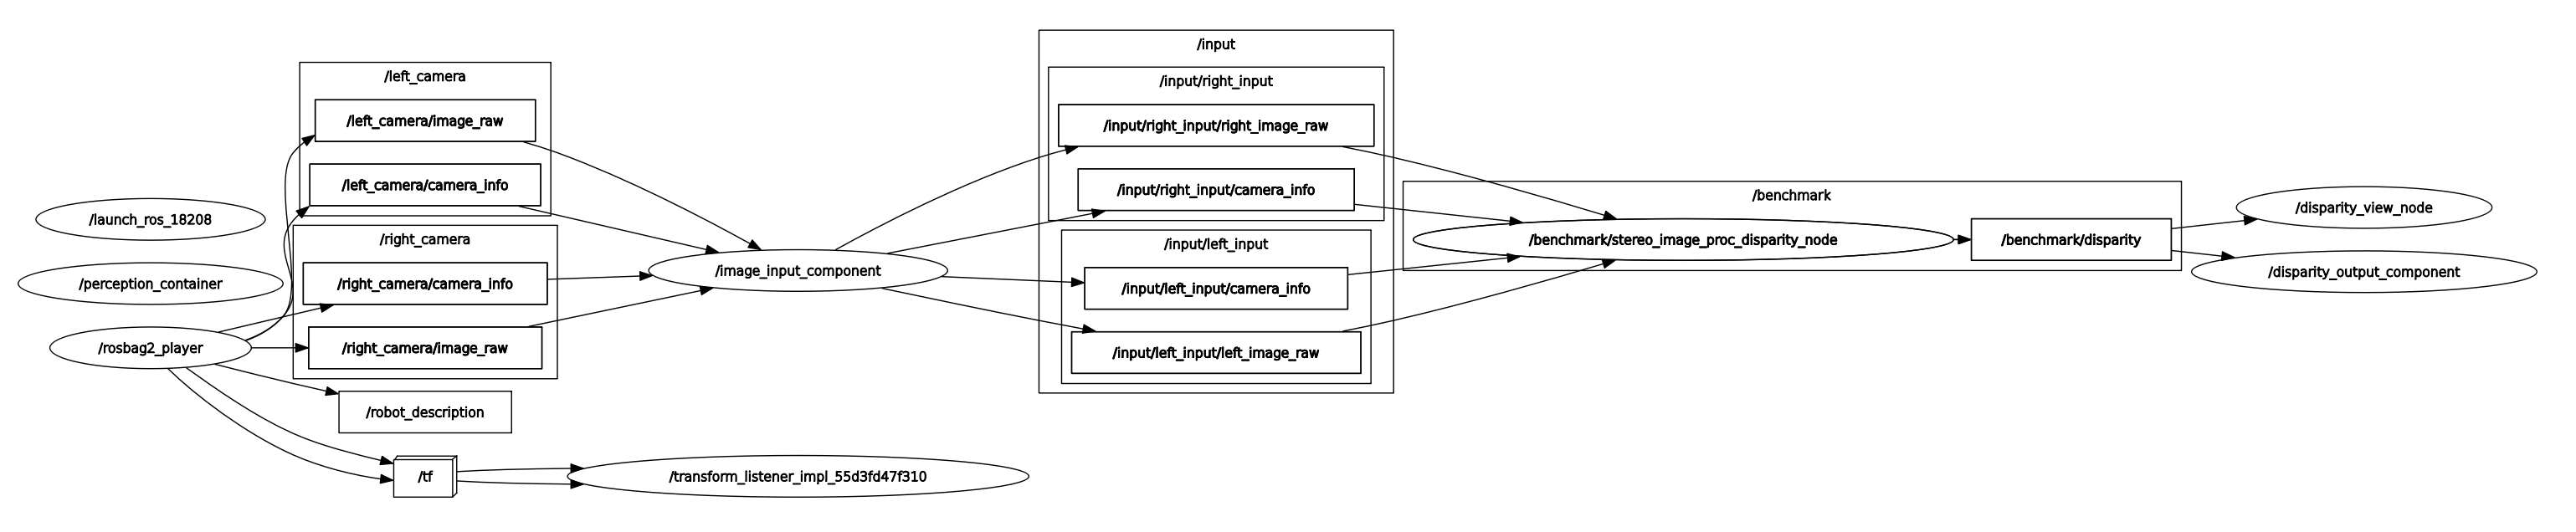 /launch_ros_18208
/perception_container
/rosbag2_player
/left_camera
/left_camera/image_raw
/left_camera/camera_info
/right_camera
/right_camera/camera_info
/right_camera/image_raw
/robot_description
/tf
/image_input_component
/transform_listener_impl_55d3fd47f310
/input
/input/right_input
/input/right_input/right_image_raw
/input/right_input/camera_info
/input/left_input
/input/left_input/camera_info
/input/left_input/left_image_raw
/benchmark
/benchmark/stereo_image_proc_disparity_node
/benchmark/disparity
/disparity_view_node
/disparity_output_component